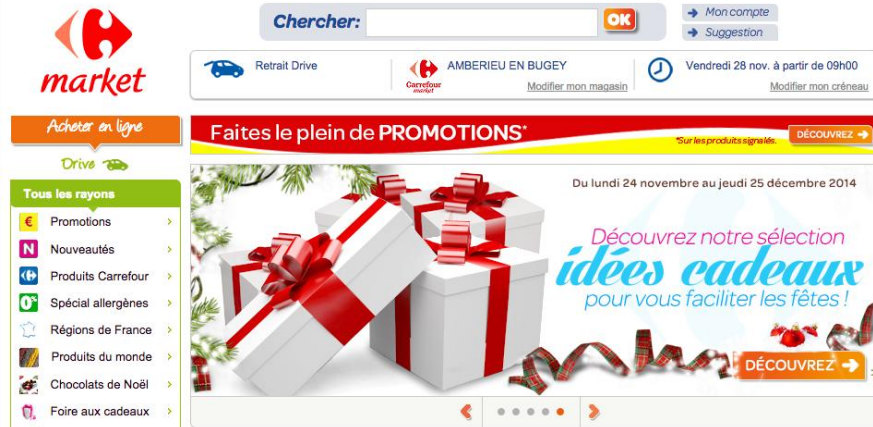 Chercher:
OK
Mon compte
Suggestion
market
Retrait Drive
Carrefour
market
AMBERIEU EN BUGEY
Modifier mon magasin
Vendredi 28 nov. à partir de 09h00
Modifier mon créneau
Acheter en ligne
Drive
Faites le plein de PROMOTIONS*
*Sur les produits signalés.
DÉCOUVREZ
Tous les rayons
€ Promotions
N Nouveautés
Produits Carrefour
0% Spécial allergènes
Régions de France
Produits du monde
Chocolats de Noël
Foire aux cadeaux
Du lundi 24 novembre au jeudi 25 décembre 2014
Découvrez notre sélection
idées cadeaux
pour vous faciliter les fêtes !
DÉCOUVREZ